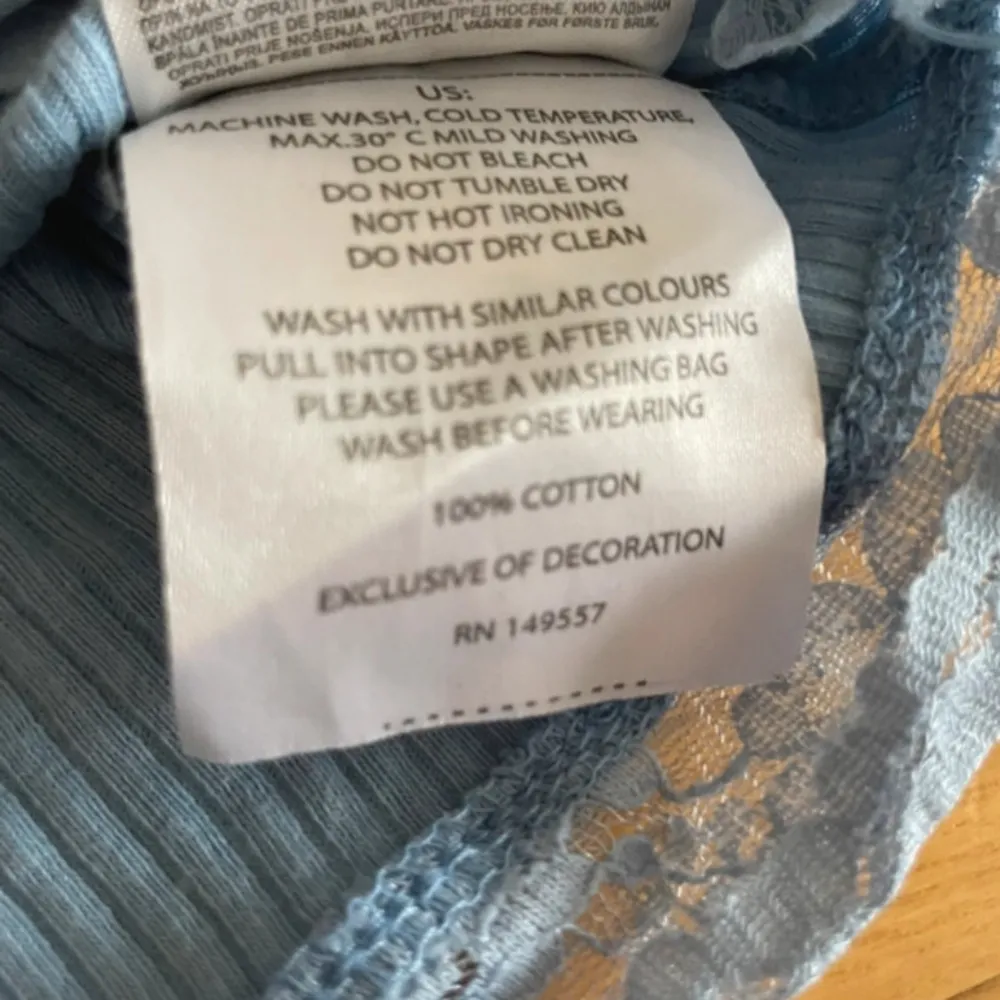 KANDMIST. OPRATI
SPĂLA ÎNAINTE DE PRIMA PURTARE.
OPRATI PRIJE NOŠENJA. ИСПЕРИ ПРЕД НОСЕЊЕ. КИЮ АЛДЫНАН
ЖУЫҢЫЗ. PESE ENNEN KÄYTTÖÄ. VASKES FØR FØRSTE BRUK.
US:
MACHINE WASH, COLD TEMPERATURE,
MAX.30° C MILD WASHING
DO NOT BLEACH
DO NOT TUMBLE DRY
NOT HOT IRONING
DO NOT DRY CLEAN
WASH WITH SIMILAR COLOURS
PULL INTO SHAPE AFTER WASHING
PLEASE USE A WASHING BAG
WASH BEFORE WEARING
100% COTTON
EXCLUSIVE OF DECORATION
RN 149557